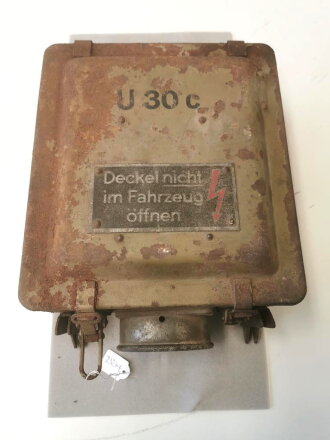 U 30 c
Deckel nicht
im Fahrzeug
öffnen